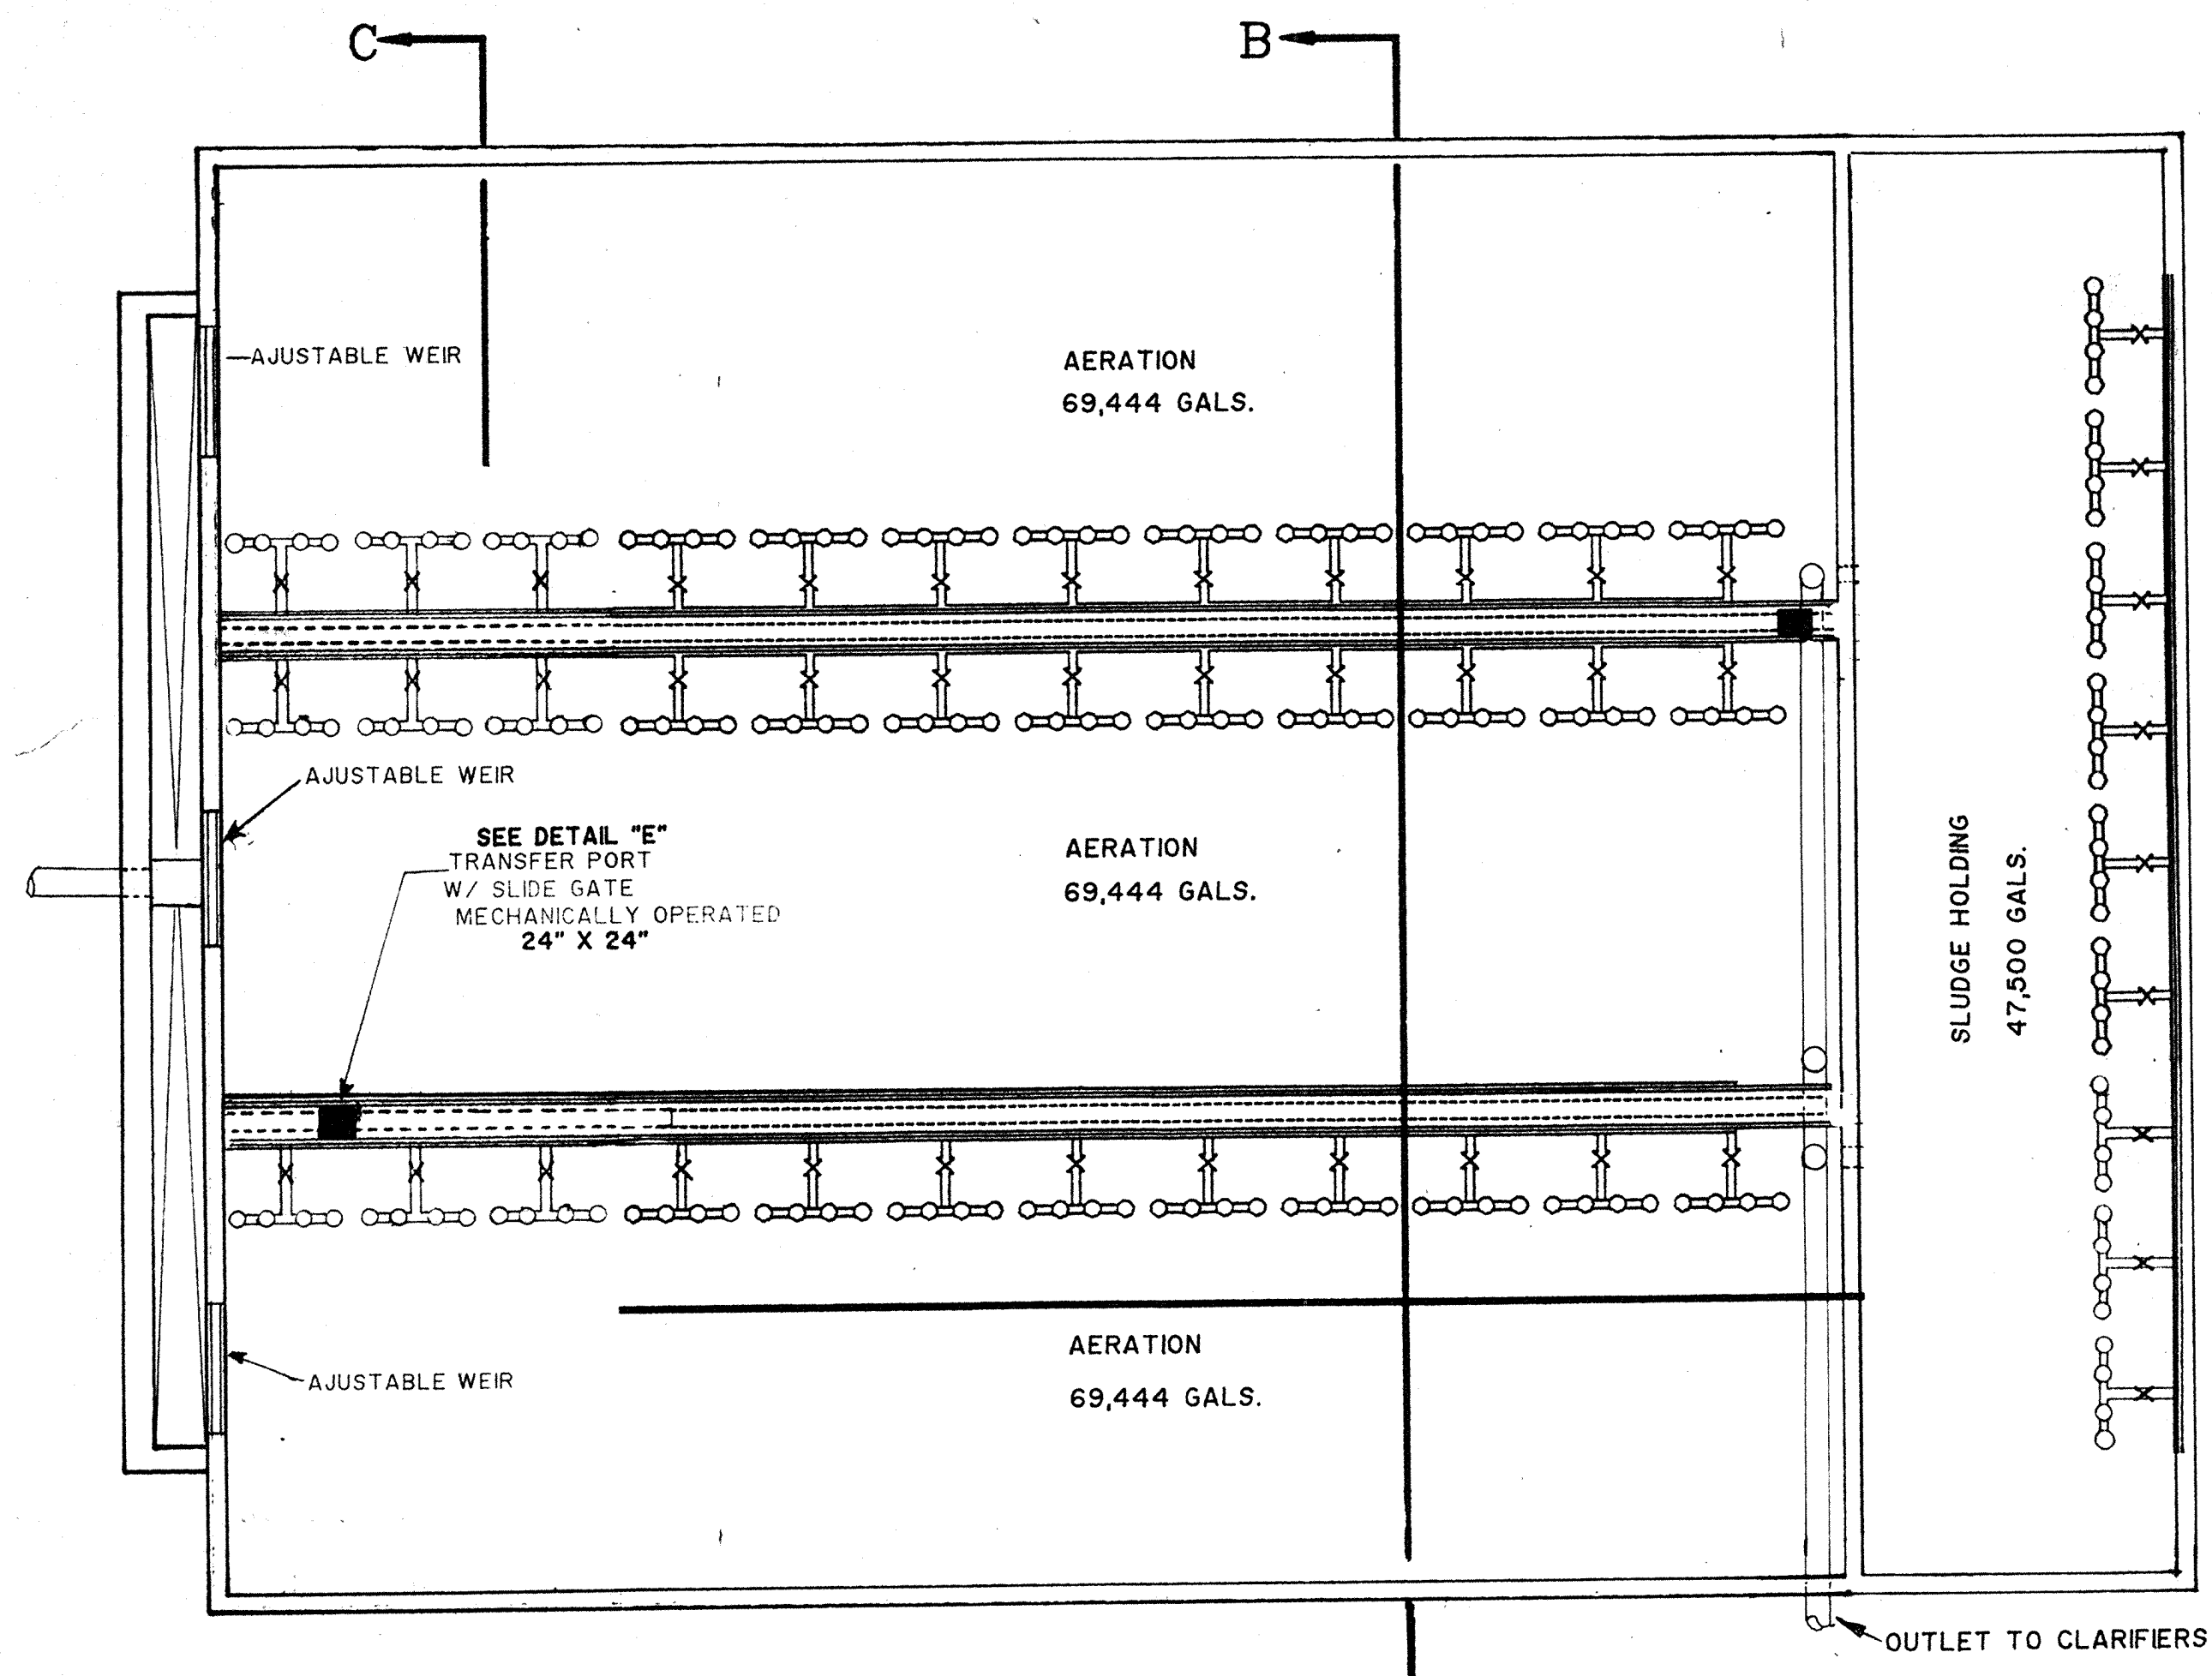 C
B
—AJUSTABLE WEIR
AERATION
69,444 GALS.
AJUSTABLE WEIR
SEE DETAIL "E"
TRANSFER PORT
W/ SLIDE GATE
MECHANICALLY OPERATED
24" X 24"
AERATION
69,444 GALS.
SLUDGE HOLDING
47,500 GALS.
AERATION
69,444 GALS.
AJUSTABLE WEIR
OUTLET TO CLARIFIERS